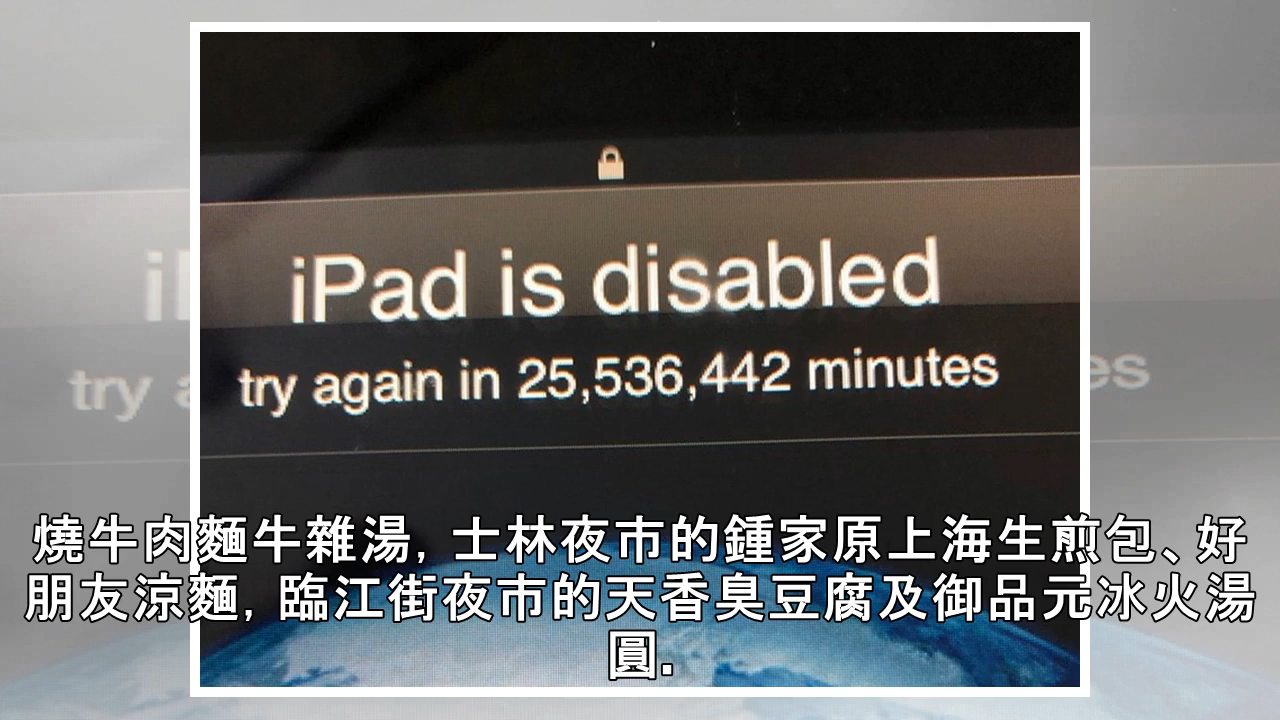 iPad is disabled
try again in 25,536,442 minutes
燒牛肉麵牛雜湯, 士林夜市的鍾家原上海生煎包、好
朋友涼麵, 臨江街夜市的天香臭豆腐及御品元冰火湯
圓.